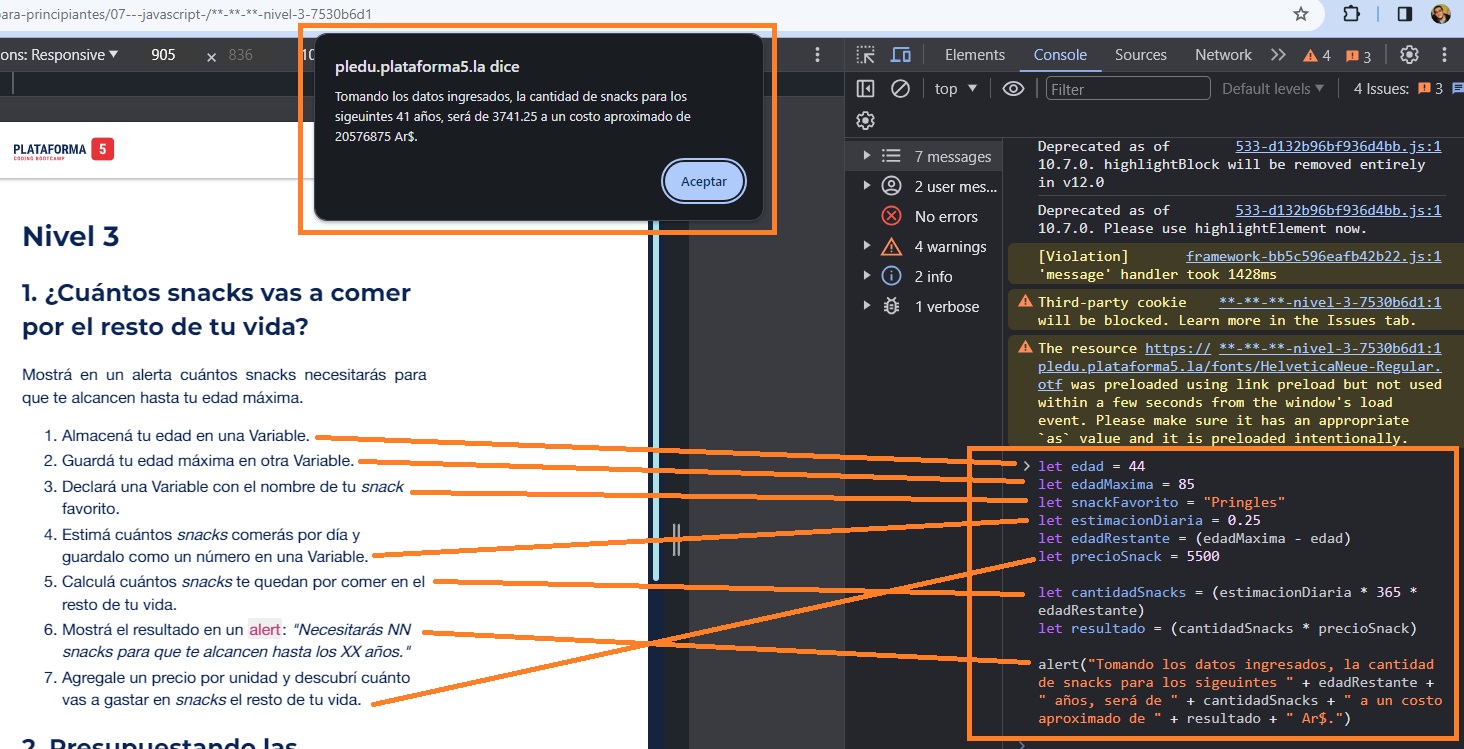 ara-principiantes/07---javascript-/**-**-**-nivel-3-7530b6d1
ons: Responsive ▼ 905 × 836 10
pledu.plataforma5.la dice
Tomando los datos ingresados, la cantidad de snacks para los
sigeuintes 41 años, será de 3741.25 a un costo aproximado de
20576875 Ar$.
Aceptar
PLATAFORMA 5
CODING BOOTCAMP
Nivel 3
1. ¿Cuántos snacks vas a comer
por el resto de tu vida?
Mostrá en un alerta cuántos snacks necesitarás para
que te alcancen hasta tu edad máxima.
1. Almacená tu edad en una Variable.
2. Guardá tu edad máxima en otra Variable.
3. Declará una Variable con el nombre de tu snack
favorito.
4. Estimá cuántos snacks comerás por día y
guardalo como un número en una Variable.
5. Calculá cuántos snacks te quedan por comer en el
resto de tu vida.
6. Mostrá el resultado en un alert: "Necesitarás NN
snacks para que te alcancen hasta los XX años."
7. Agregale un precio por unidad y descubrí cuánto
vas a gastar en snacks el resto de tu vida.
2. Presupuestando las
Elements Console Sources Network >> 4 3
top ▼ Filter Default levels ▼ 4 Issues: 3
7 messages
2 user mes...
No errors
4 warnings
2 info
1 verbose
Deprecated as of 533-d132b96bf936d4bb.js:1
10.7.0. highlightBlock will be removed entirely
in v12.0
Deprecated as of 533-d132b96bf936d4bb.js:1
10.7.0. Please use highlightElement now.
[Violation] framework-bb5c596eafb42b22.js:1
'message' handler took 1428ms
Third-party cookie **-**-**-nivel-3-7530b6d1:1
will be blocked. Learn more in the Issues tab.
The resource https:// **-**-**-nivel-3-7530b6d1:1
pledu.plataforma5.la/fonts/HelveticaNeue-Regular.
otf was preloaded using link preload but not used
within a few seconds from the window's load
event. Please make sure it has an appropriate
`as` value and it is preloaded intentionally.
> let edad = 44
let edadMaxima = 85
let snackFavorito = "Pringles"
let estimacionDiaria = 0.25
let edadRestante = (edadMaxima - edad)
let precioSnack = 5500
let cantidadSnacks = (estimacionDiaria * 365 *
edadRestante)
let resultado = (cantidadSnacks * precioSnack)
alert("Tomando los datos ingresados, la cantidad
de snacks para los sigeuintes " + edadRestante +
" años, será de " + cantidadSnacks + " a un costo
aproximado de " + resultado + " Ar$.")